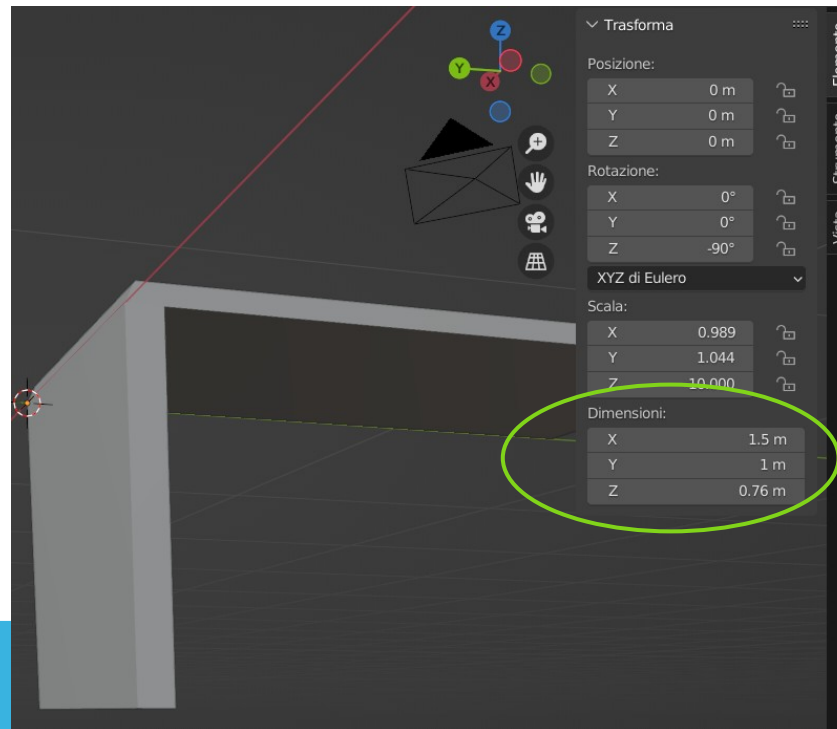 Z
Y
X
Trasforma
Posizione:
X 0 m
Y 0 m
Z 0 m
Rotazione:
X 0°
Y 0°
Z -90°
XYZ di Eulero
Scala:
X 0.989
Y 1.044
Z 10.000
Dimensioni:
X 1.5 m
Y 1 m
Z 0.76 m